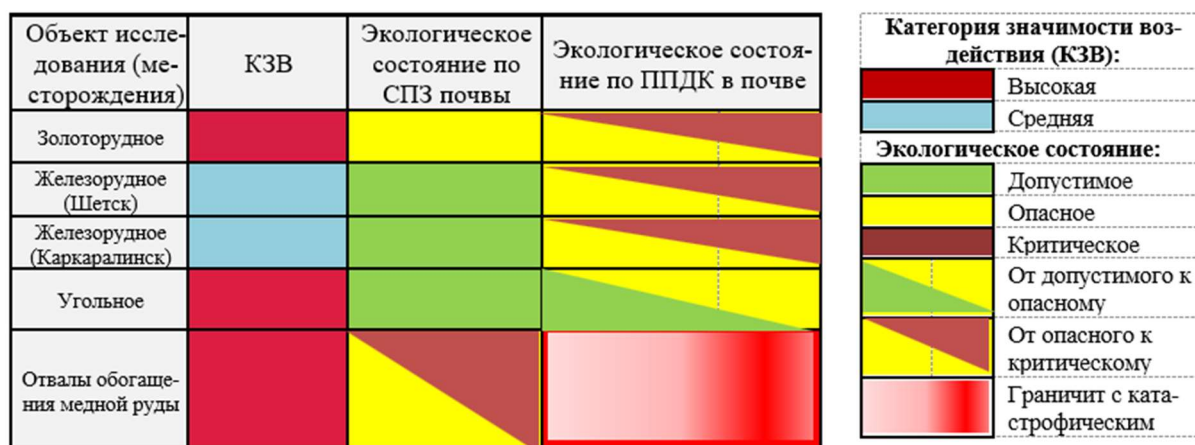 Объект иссле-
дования (ме-
сторождения)
КЗВ
Экологическое
состояние по
СПЗ почвы
Экологическое состоя-
ние по ППДК в почве
Золоторудное
Железорудное
(Шетск)
Железорудное
(Каркаралинск)
Угольное
Отвалы обогаще-
ния медной руды
Категория значимости воз-
действия (КЗВ):
Высокая
Средняя
Экологическое состояние:
Допустимое
Опасное
Критическое
От допустимого к
опасному
От опасного к
критическому
Граничит с ката-
строфическим